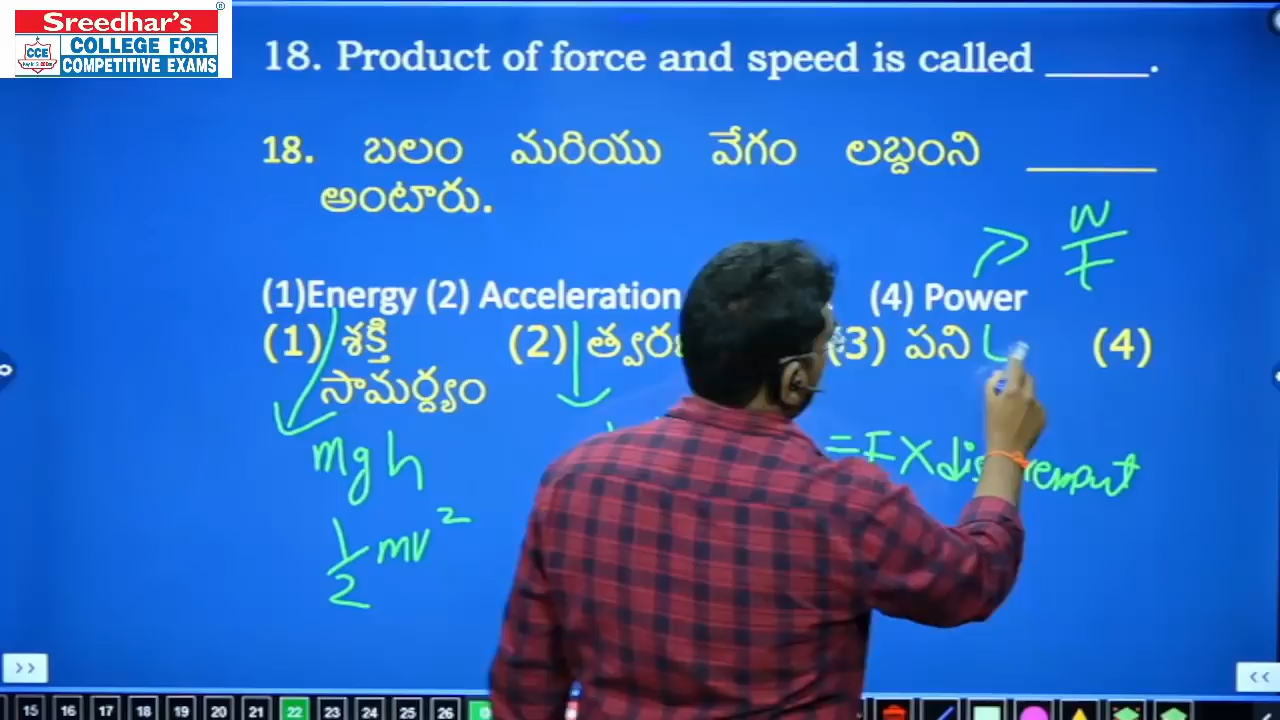 Sreedhar's
®
CCE
COLLEGE FOR
COMPETITIVE EXAMS
18. Product of force and speed is called _____.
18. బలం మరియు వేగం లబ్దంని ______
అంటారు.
(1)Energy (2) Acceleration (4) Power
(1) శక్తి (2) త్వర (3) పని (4)
సామర్ద్యం
W
t
mgh
= F X
1/2 mv²
>> <<
15 16 17 18 19 20 21 22 23 24 25 26